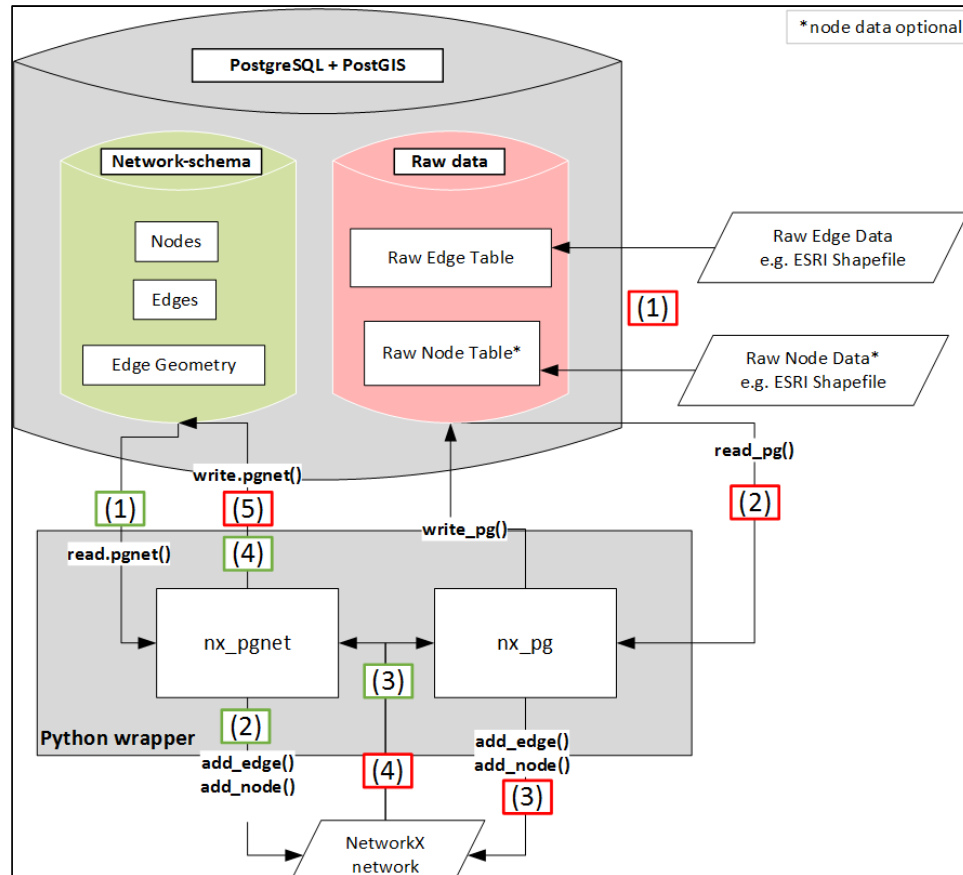 *node data optional
PostgreSQL + PostGIS
Network-schema
Raw data
Nodes
Edges
Edge Geometry
Raw Edge Table
Raw Node Table*
Raw Edge Data
e.g. ESRI Shapefile
(1)
Raw Node Data*
e.g. ESRI Shapefile
read_pg()
write.pgnet()
(1)
(5)
(2)
write_pg()
read.pgnet()
(4)
nx_pgnet
nx_pg
(3)
(2)
Python wrapper
add_edge()
add_node()
(4)
add_edge()
add_node()
(3)
NetworkX
network